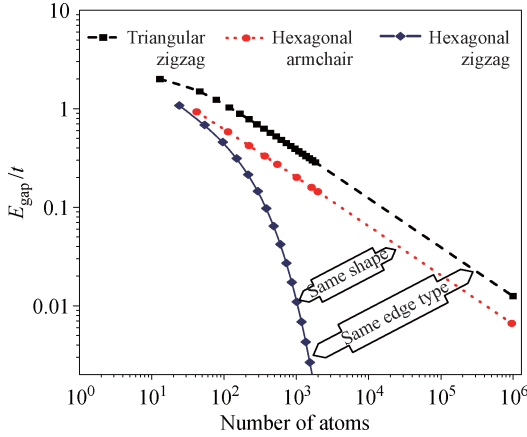 10
Triangular
zigzag
Hexagonal
armchair
Hexagonal
zigzag
1
E_gap/t
0.1
Same shape
Same edge type
0.01
10^0 10^1 10^2 10^3 10^4 10^5 10^6
Number of atoms